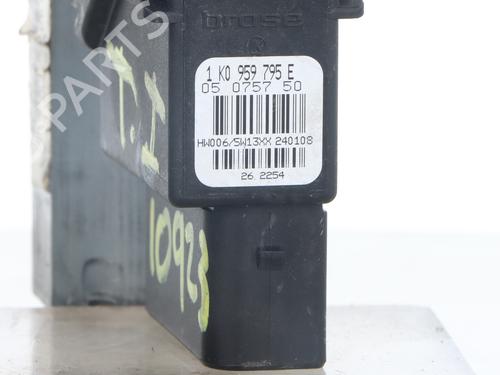 brose
1 K0 959 795 E
05 0757 50
HW006/SW13XX 240108
26.2254
T.I
10923
B-PARTS